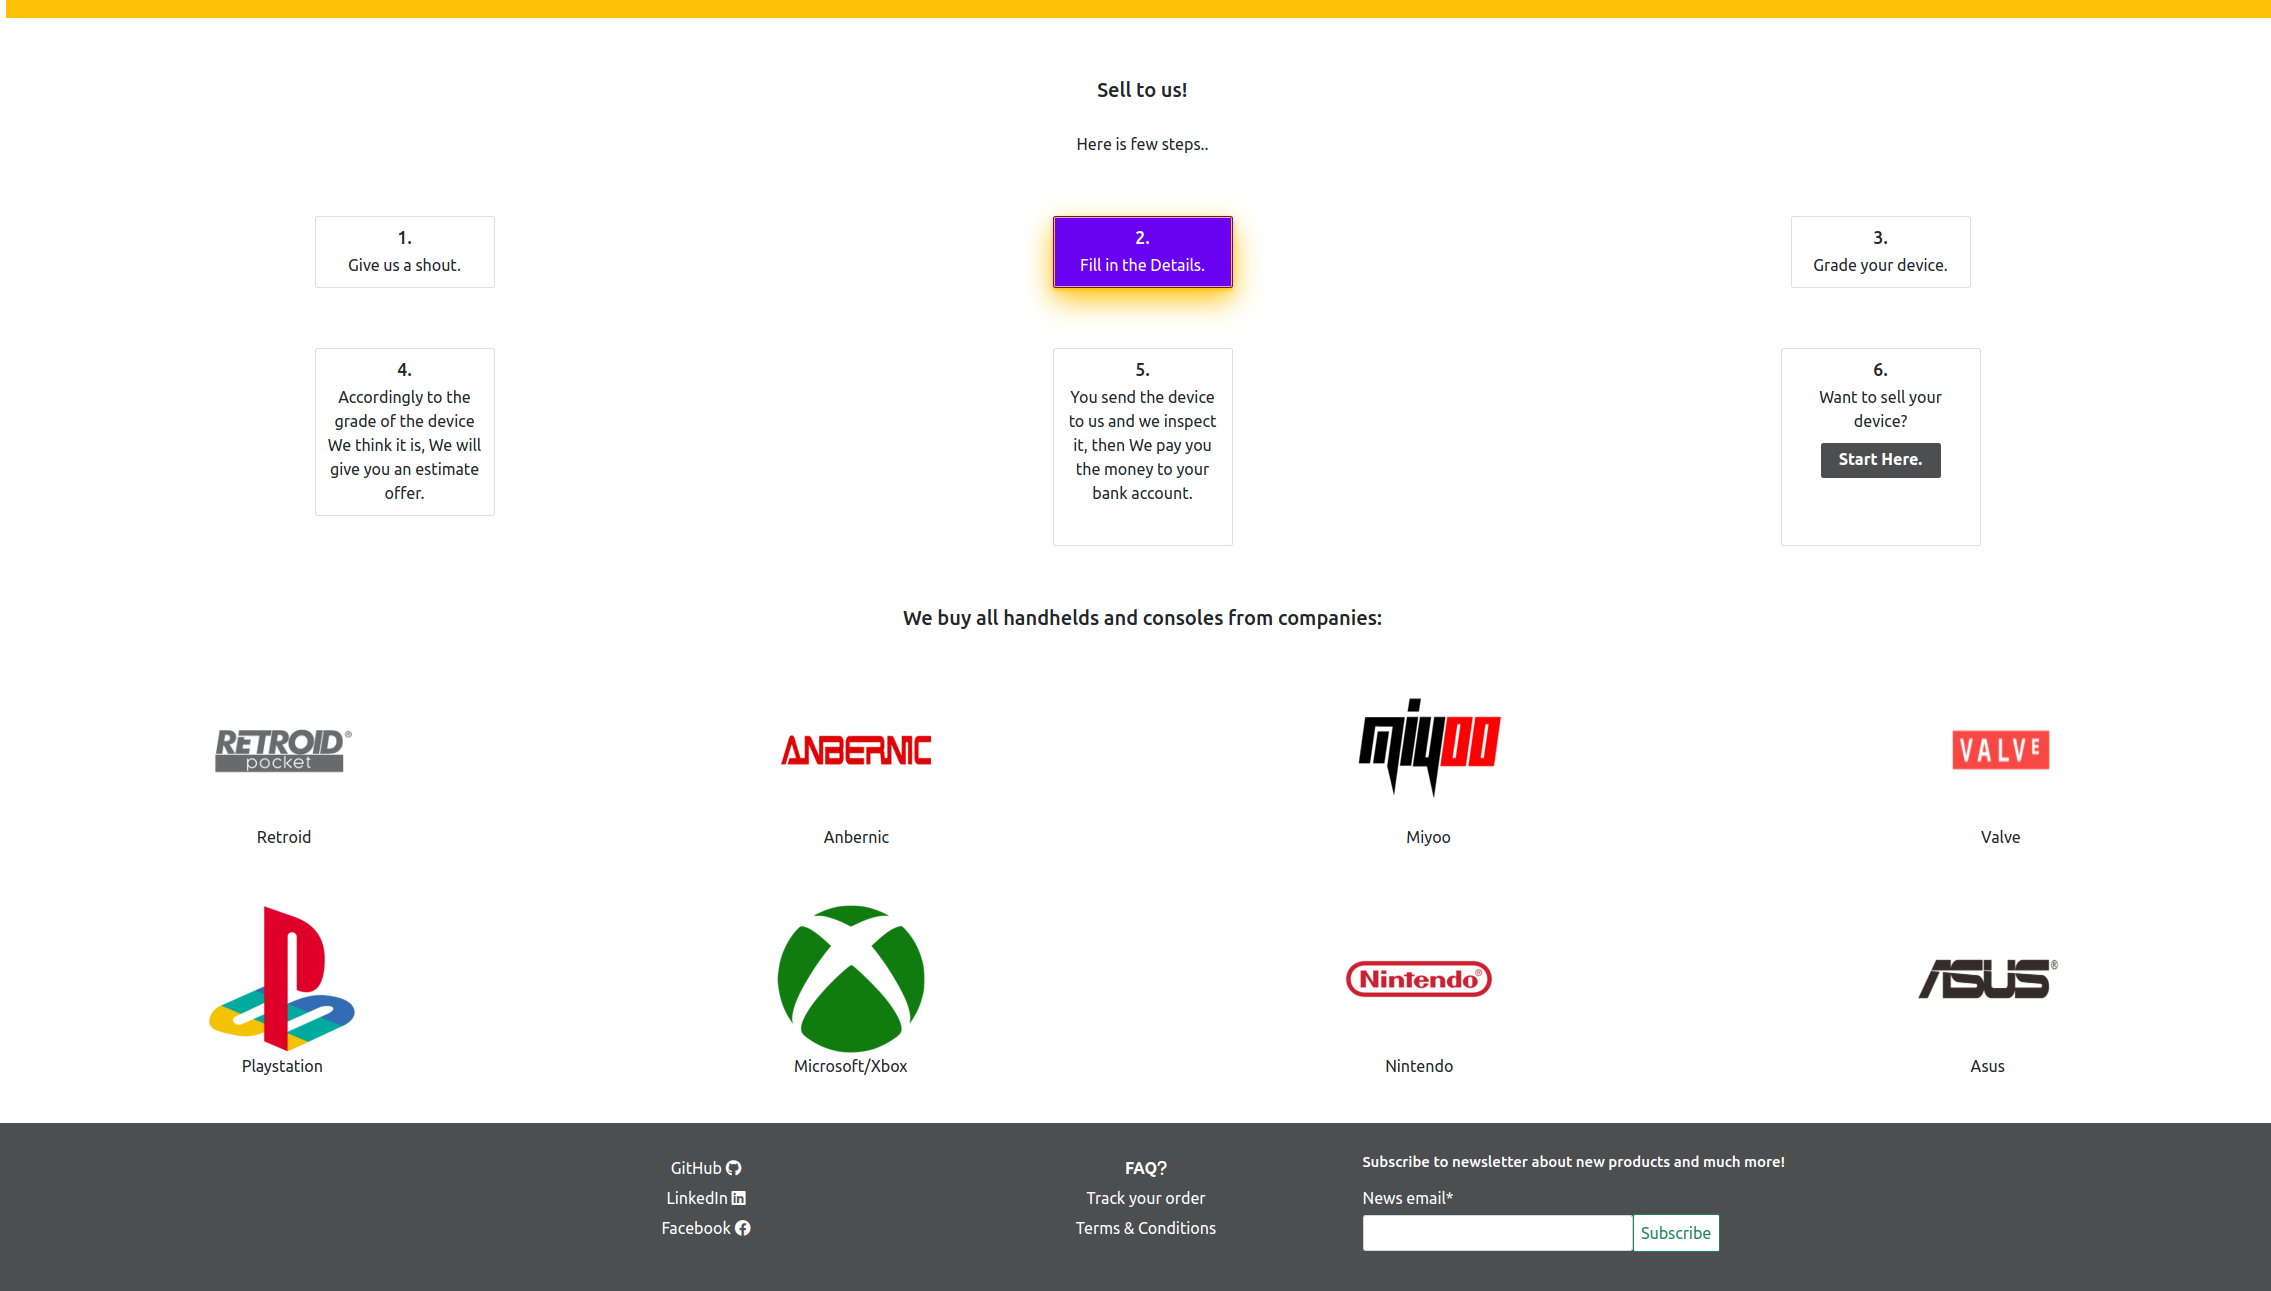 Sell to us!
Here is few steps..
1.
Give us a shout.
2.
Fill in the Details.
3.
Grade your device.
4.
Accordingly to the
grade of the device
We think it is, We will
give you an estimate
offer.
5.
You send the device
to us and we inspect
it, then We pay you
the money to your
bank account.
6.
Want to sell your
device?
Start Here.
We buy all handhelds and consoles from companies:
RETROID®
pocket
ANBERNIC
miyoo
VALVE
Retroid
Anbernic
Miyoo
Valve
Nintendo®
ASUS®
Playstation
Microsoft/Xbox
Nintendo
Asus
GitHub
LinkedIn
Facebook
FAQ?
Track your order
Terms & Conditions
Subscribe to newsletter about new products and much more!
News email*
Subscribe